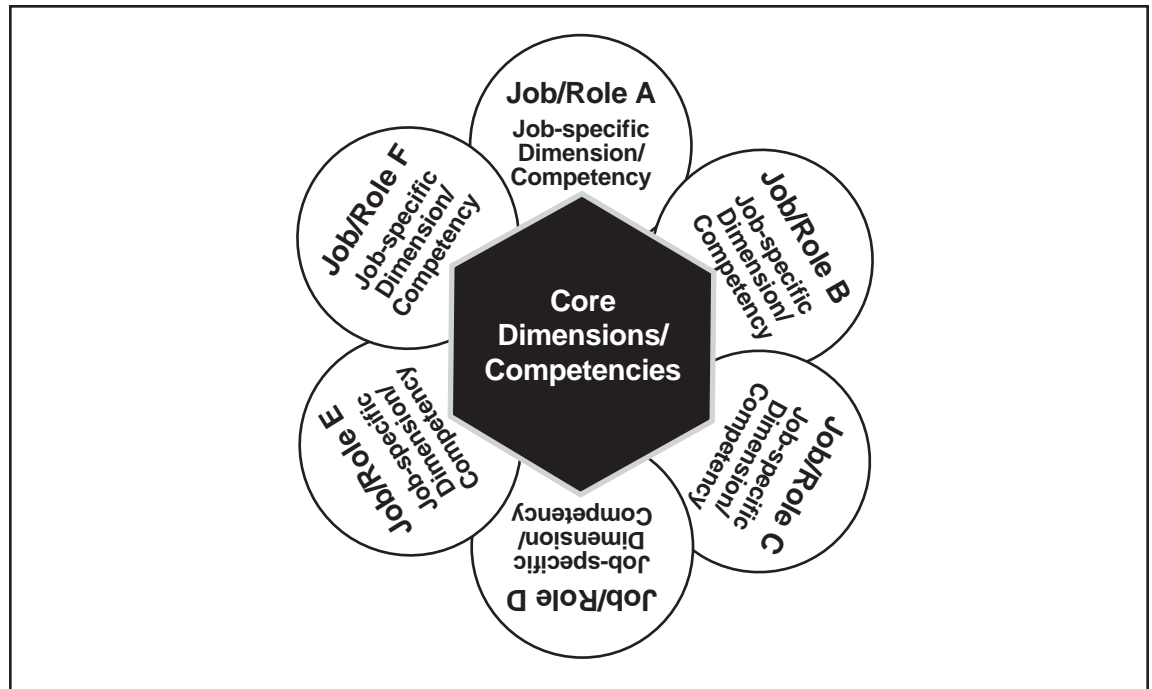 Job/Role A
Job-specific
Dimension/
Competency
Job/Role B
Job-specific
Dimension/
Competency
Job/Role C
Job-specific
Dimension/
Competency
Job/Role D
Job-specific
Dimension/
Competency
Job/Role E
Job-specific
Dimension/
Competency
Job/Role F
Job-specific
Dimension/
Competency
Core
Dimensions/
Competencies